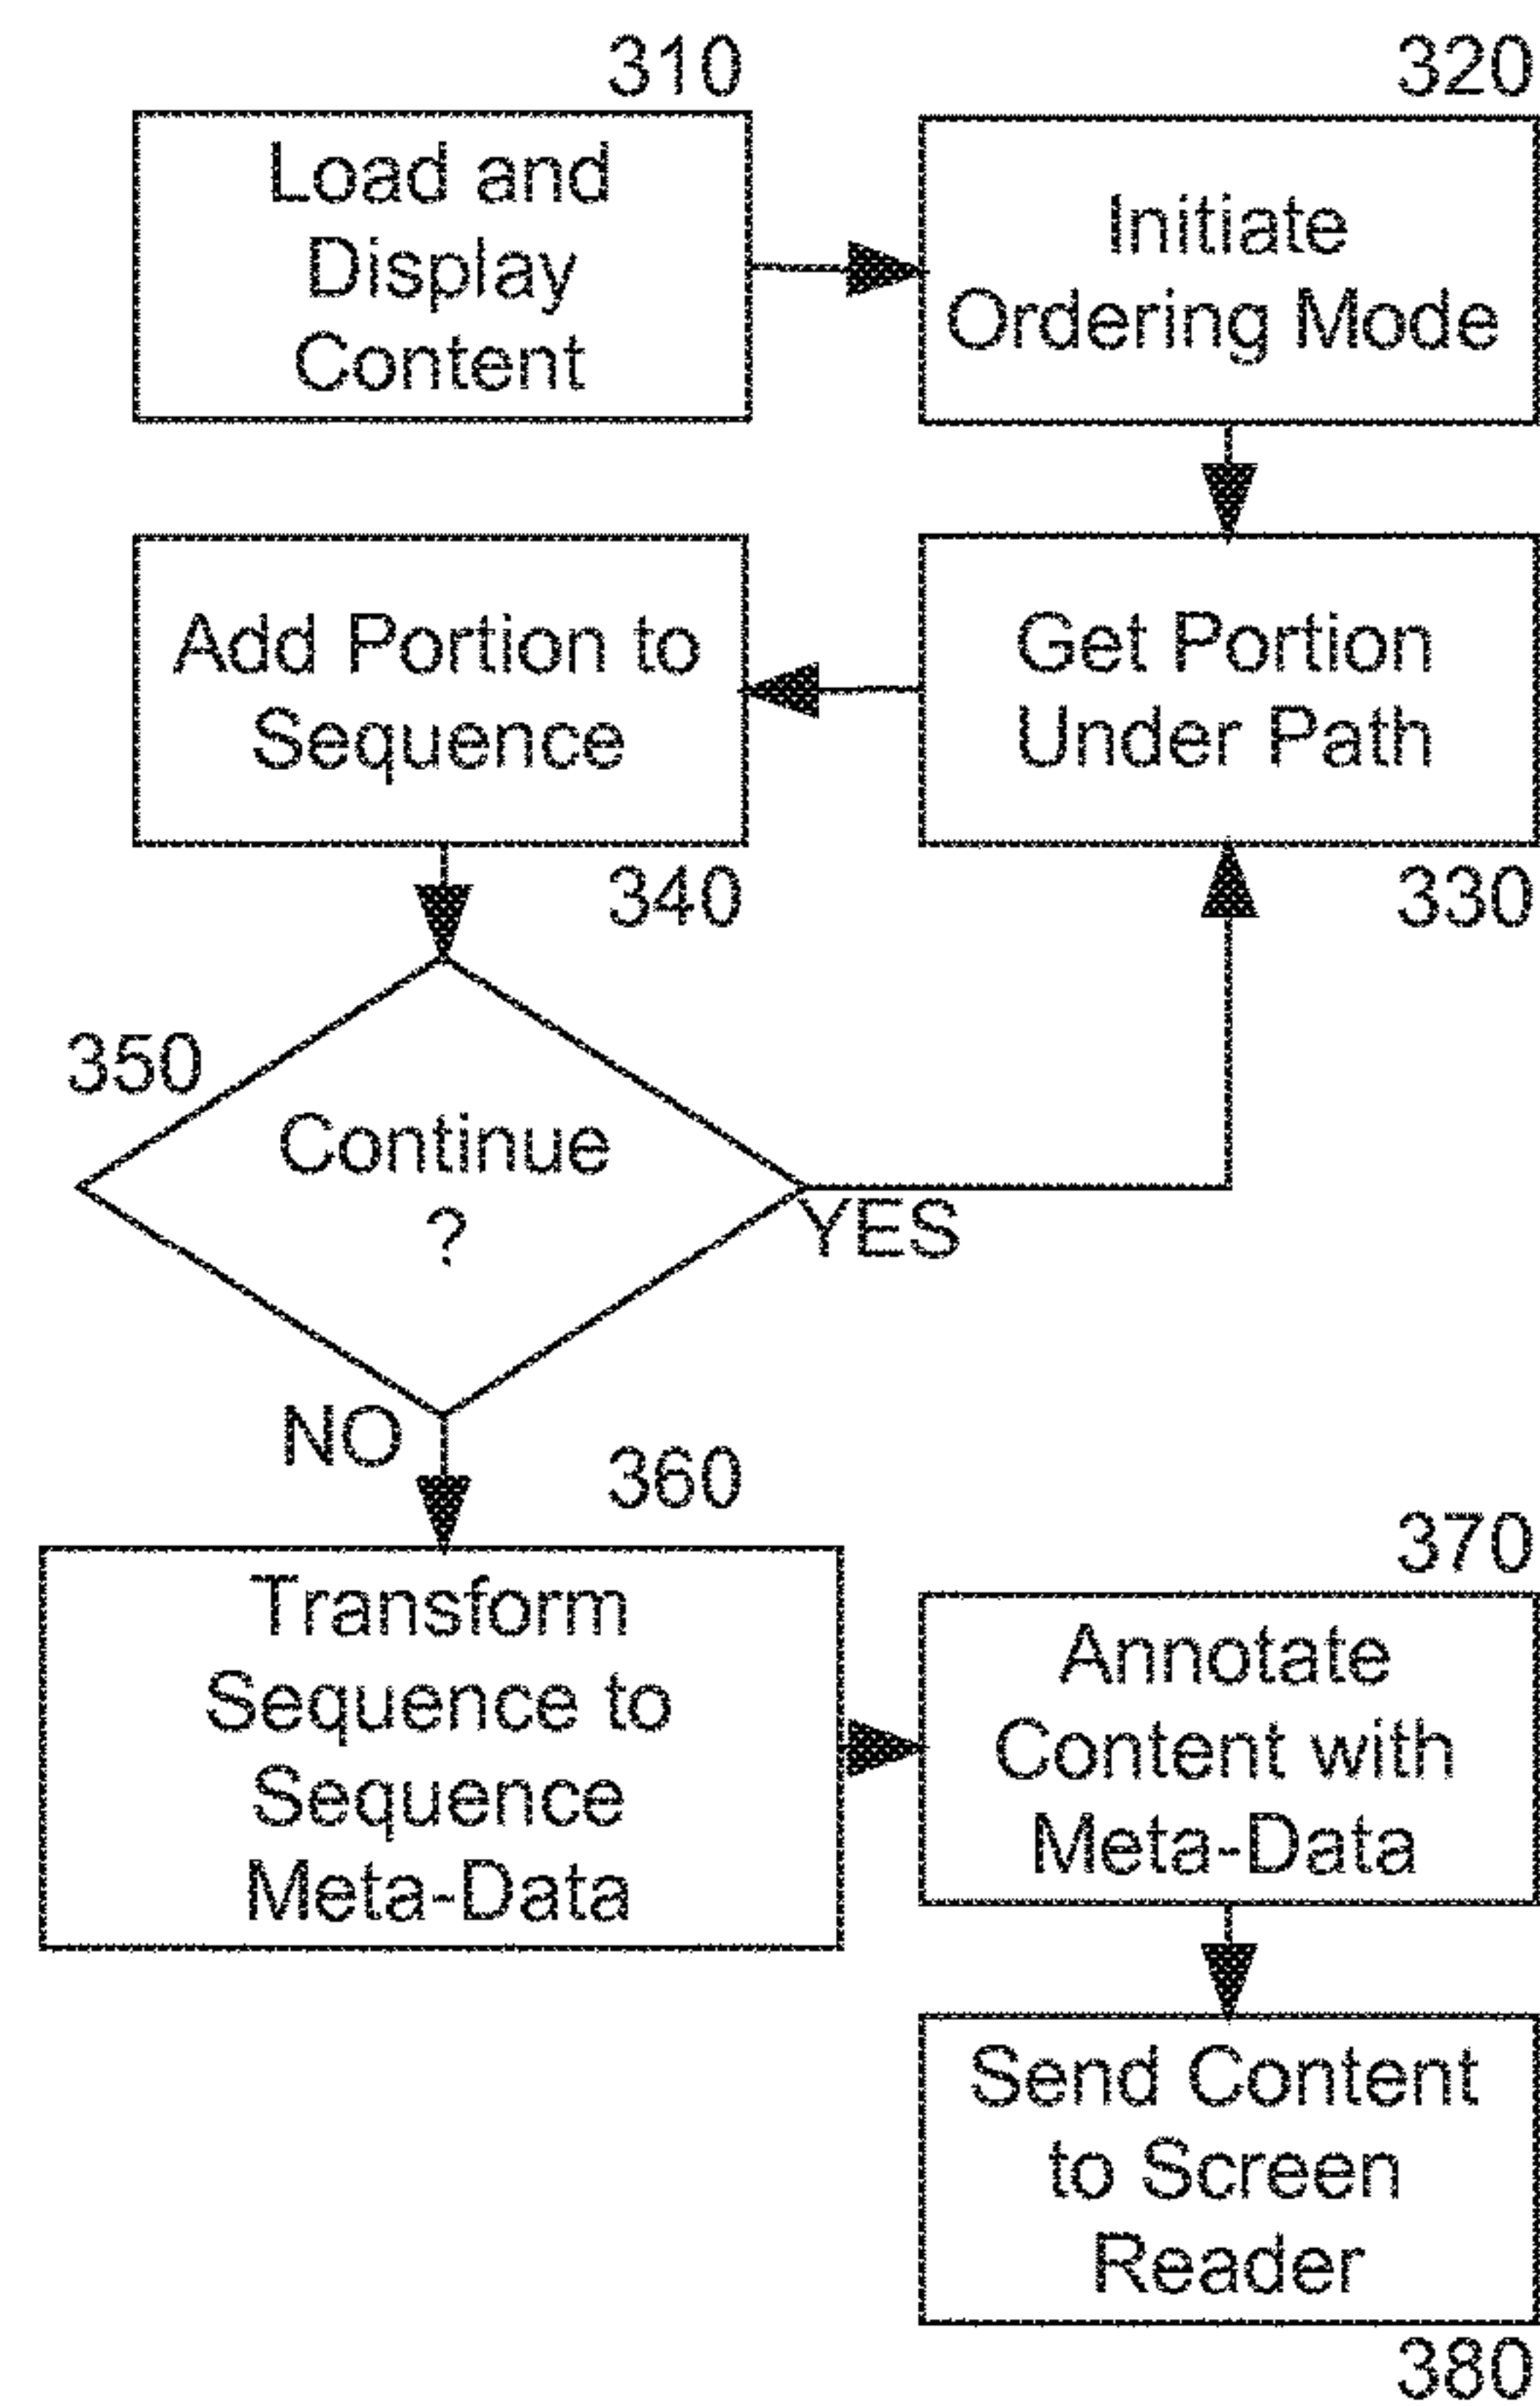 310
Load and
Display
Content
320
Initiate
Ordering Mode
Get Portion
Under Path
330
Add Portion to
Sequence
340
350
Continue
?
YES
NO
360
Transform
Sequence to
Sequence
Meta-Data
370
Annotate
Content with
Meta-Data
Send Content
to Screen
Reader
380